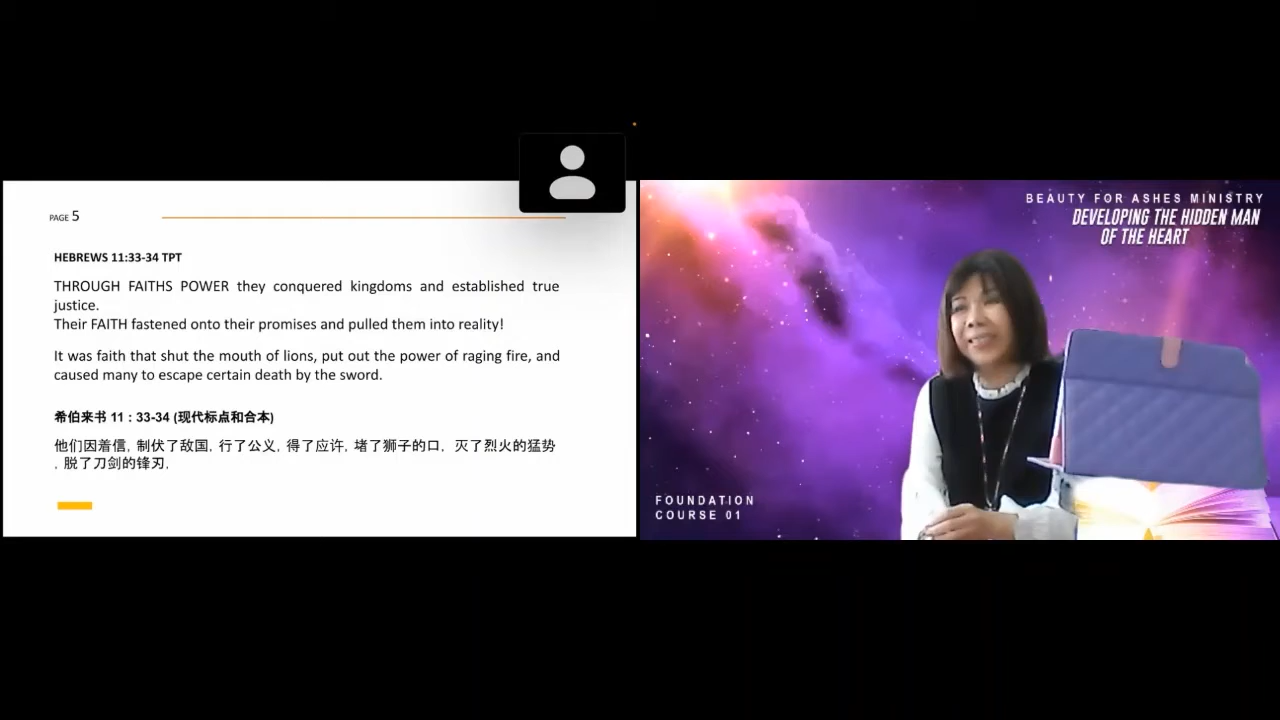 PAGE 5
HEBREWS 11:33-34 TPT
THROUGH FAITHS POWER they conquered kingdoms and established true
justice.
Their FAITH fastened onto their promises and pulled them into reality!
It was faith that shut the mouth of lions, put out the power of raging fire, and
caused many to escape certain death by the sword.
希伯来书 11 : 33-34 (现代标点和合本)
他们因着信, 制伏了敌国, 行了公义, 得了应许, 堵了狮子的口, 灭了烈火的猛势
, 脱了刀剑的锋刃,
BEAUTY FOR ASHES MINISTRY
DEVELOPING THE HIDDEN MAN
OF THE HEART
FOUNDATION
COURSE 01